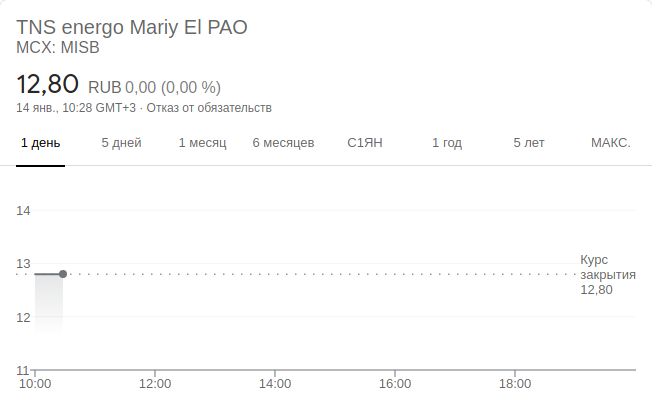 TNS energo Mariy El PAO
MCX: MISB
12,80 RUB 0,00 (0,00 %)
14 янв., 10:28 GMT+3 · Отказ от обязательств
1 день 5 дней 1 месяц 6 месяцев С1ЯН 1 год 5 лет МАКС.
14
13
12
11
Курс
закрытия
12,80
10:00 12:00 14:00 16:00 18:00